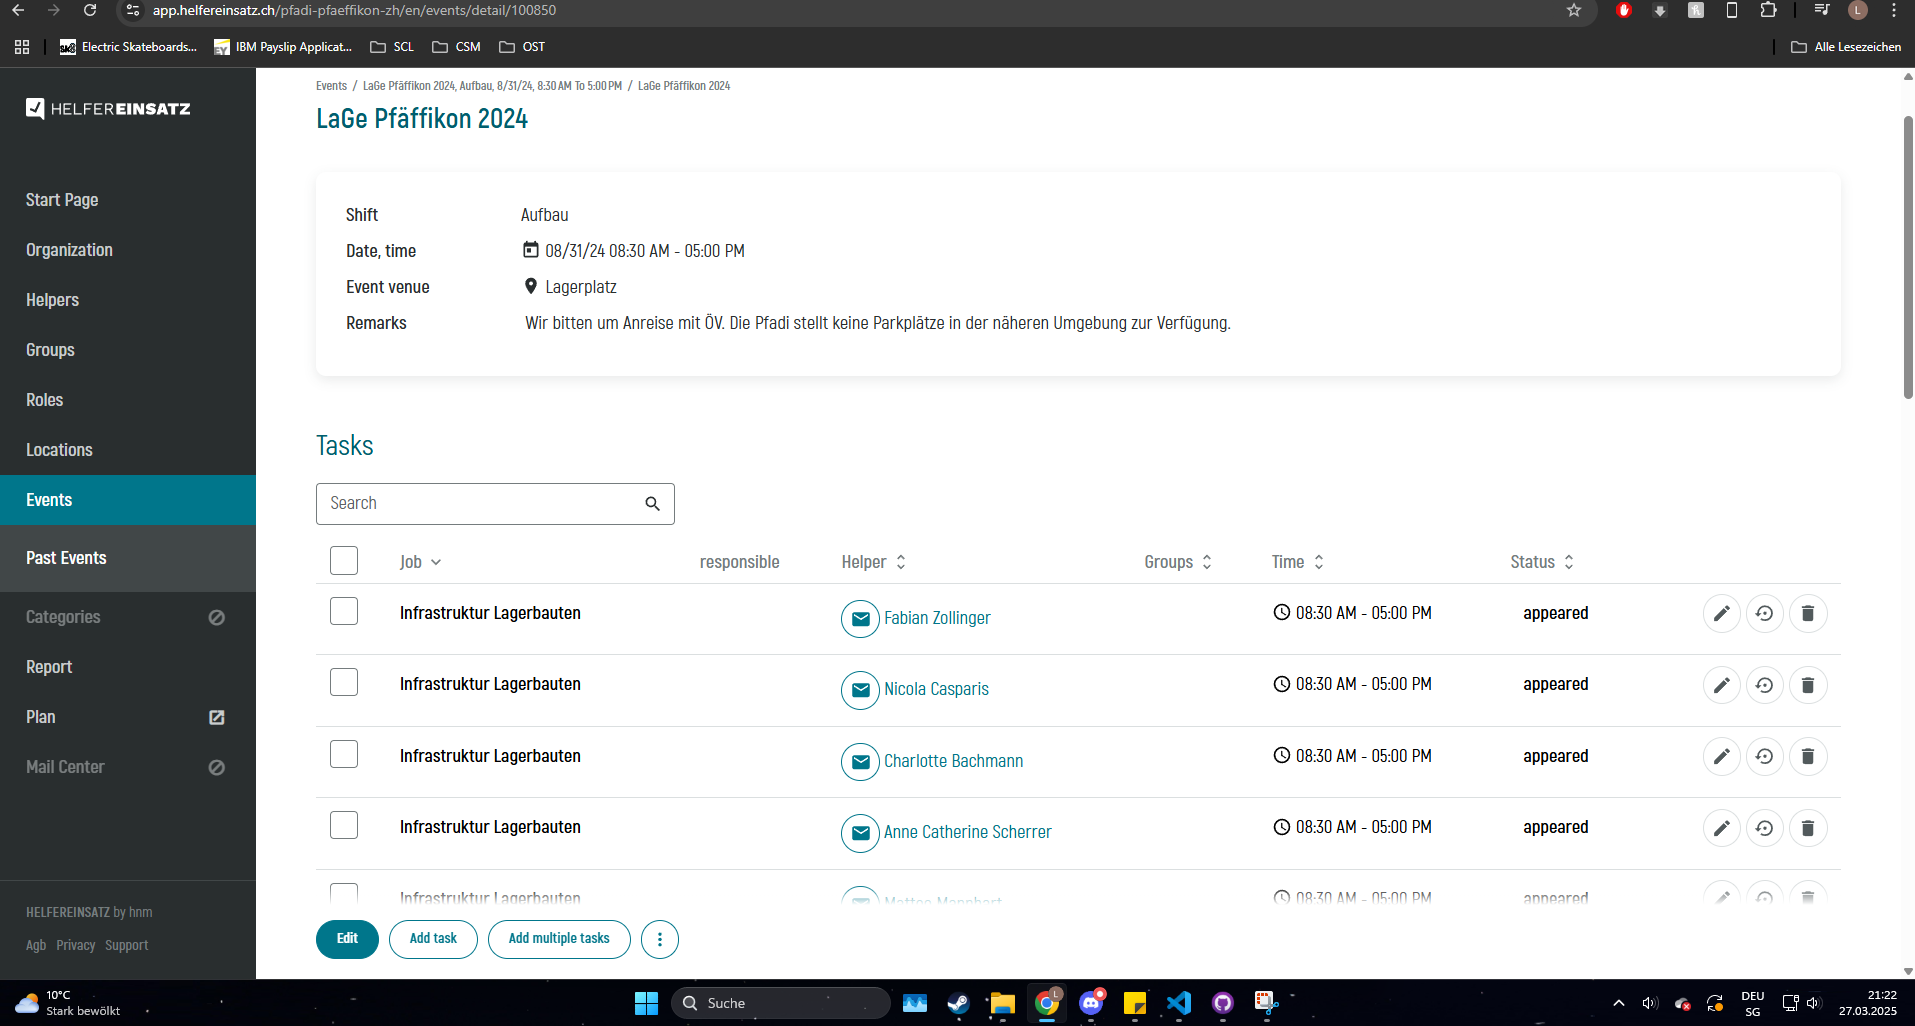 app.helfereinsatz.ch/pfadi-pfaeffikon-zh/en/events/detail/100850
L
Electric Skateboards...
IBM Payslip Applicat...
SCL
CSM
OST
Alle Lesezeichen
HELFEREINSATZ
Start Page
Organization
Helpers
Groups
Roles
Locations
Events
Past Events
Categories
Report
Plan
Mail Center
HELFEREINSATZ by hnm
Agb Privacy Support
Events / LaGe Pfäffikon 2024, Aufbau, 8/31/24, 8:30 AM To 5:00 PM / LaGe Pfäffikon 2024
LaGe Pfäffikon 2024
Shift Aufbau
Date, time 08/31/24 08:30 AM - 05:00 PM
Event venue Lagerplatz
Remarks Wir bitten um Anreise mit ÖV. Die Pfadi stellt keine Parkplätze in der näheren Umgebung zur Verfügung.
Tasks
Search
Job responsible Helper Groups Time Status
Infrastruktur Lagerbauten Fabian Zollinger 08:30 AM - 05:00 PM appeared
Infrastruktur Lagerbauten Nicola Casparis 08:30 AM - 05:00 PM appeared
Infrastruktur Lagerbauten Charlotte Bachmann 08:30 AM - 05:00 PM appeared
Infrastruktur Lagerbauten Anne Catherine Scherrer 08:30 AM - 05:00 PM appeared
Infrastruktur Lagerbauten 08:30 AM - 05:00 PM appeared
Edit Add task Add multiple tasks
10°C
Stark bewölkt
Suche
DEU
SG
21:22
27.03.2025